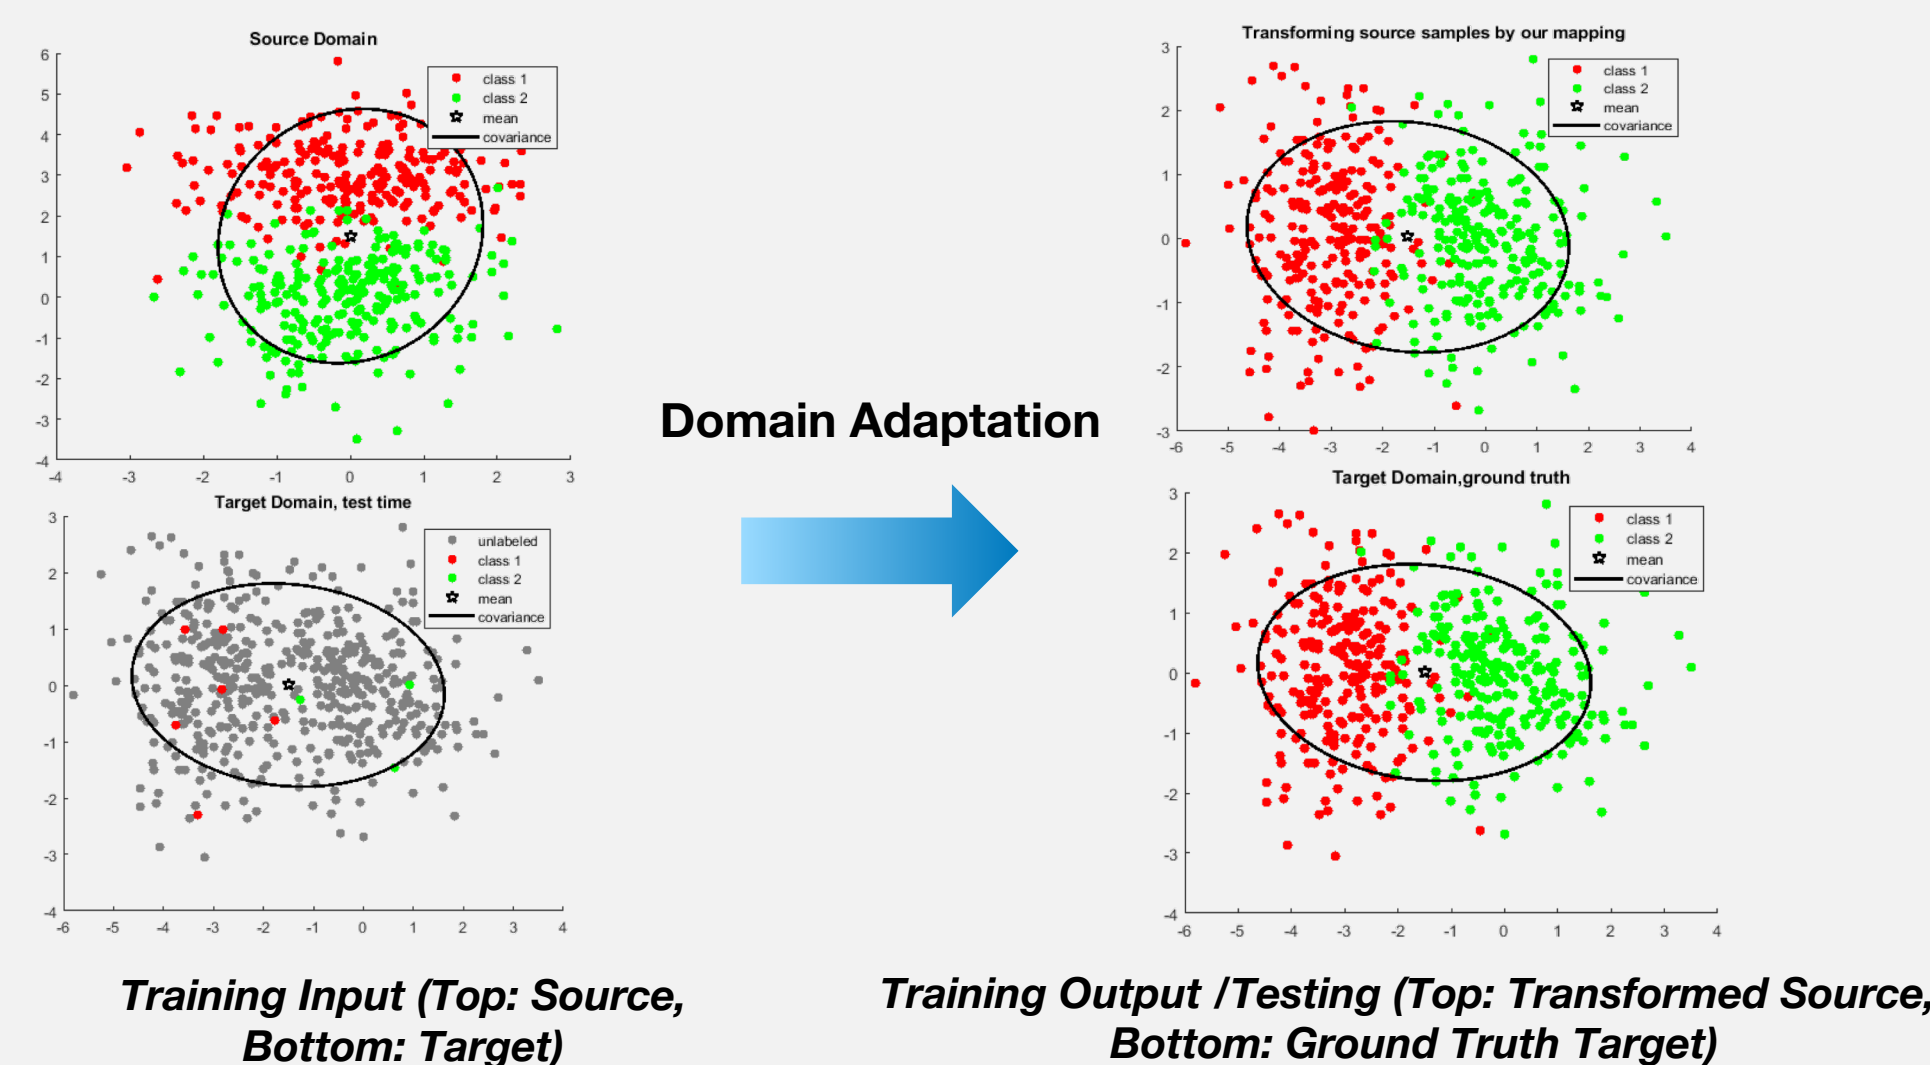 Source Domain
6
5
4
3
2
1
0
-1
-2
-3
-4
-4 -3 -2 -1 0 1 2 3
class 1
class 2
mean
covariance
Target Domain, test time
3
2
1
0
-1
-2
-3
-4
-6 -5 -4 -3 -2 -1 0 1 2 3 4
unlabeled
class 1
class 2
mean
covariance
Training Input (Top: Source,
Bottom: Target)
Domain Adaptation
Transforming source samples by our mapping
3
2
1
0
-1
-2
-3
-6 -5 -4 -3 -2 -1 0 1 2 3 4
class 1
class 2
mean
covariance
Target Domain,ground truth
3
2
1
0
-1
-2
-3
-4
-6 -5 -4 -3 -2 -1 0 1 2 3 4
class 1
class 2
mean
covariance
Training Output /Testing (Top: Transformed Source,
Bottom: Ground Truth Target)